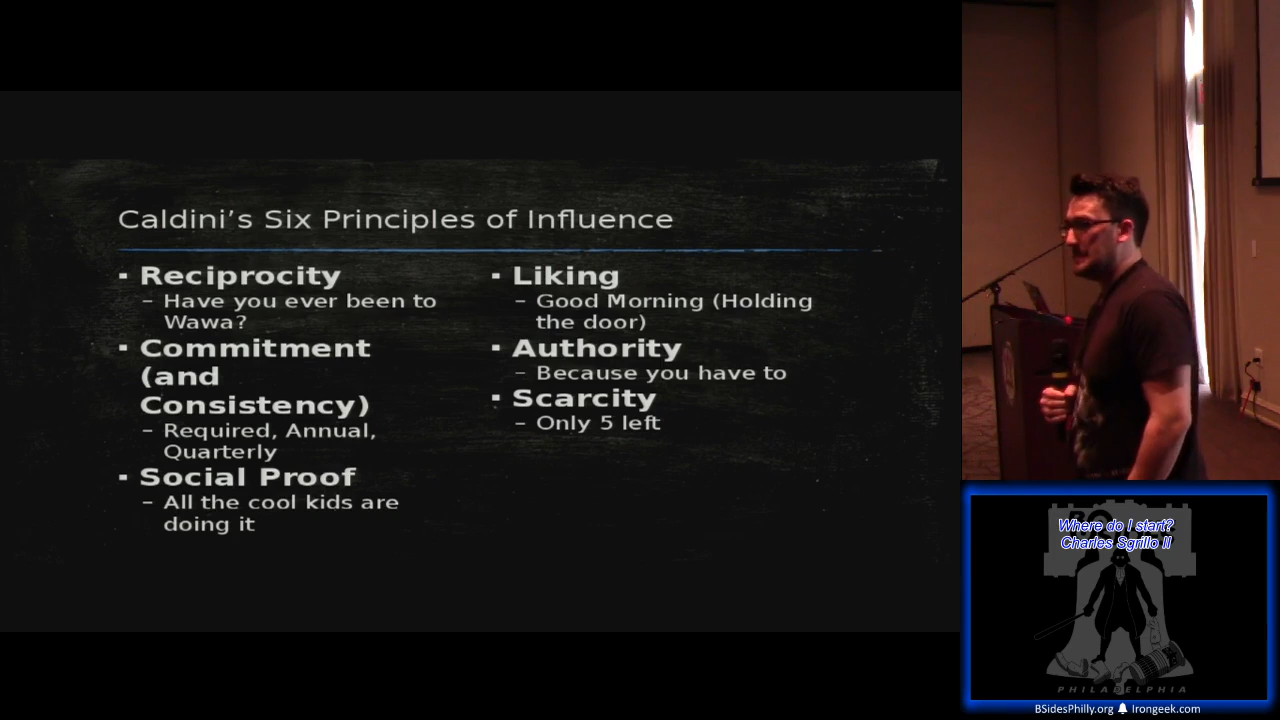 Caldini's Six Principles of Influence
▪ Reciprocity
– Have you ever been to
Wawa?
▪ Commitment
(and
Consistency)
– Required, Annual,
Quarterly
▪ Social Proof
– All the cool kids are
doing it
▪ Liking
– Good Morning (Holding
the door)
▪ Authority
– Because you have to
▪ Scarcity
– Only 5 left
Where do I start?
Charles Sgrillo II
PHILADELPHIA
BSidesPhilly.org Irongeek.com